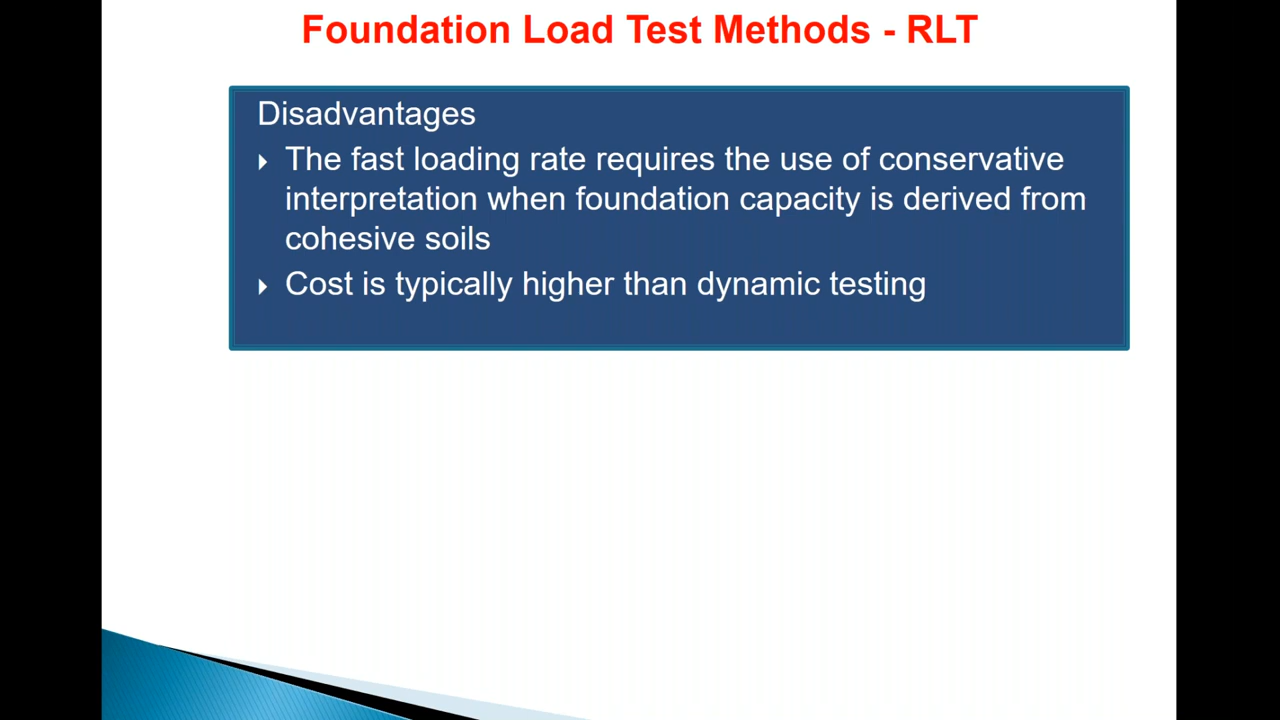 Foundation Load Test Methods - RLT
Disadvantages
The fast loading rate requires the use of conservative
interpretation when foundation capacity is derived from
cohesive soils
Cost is typically higher than dynamic testing